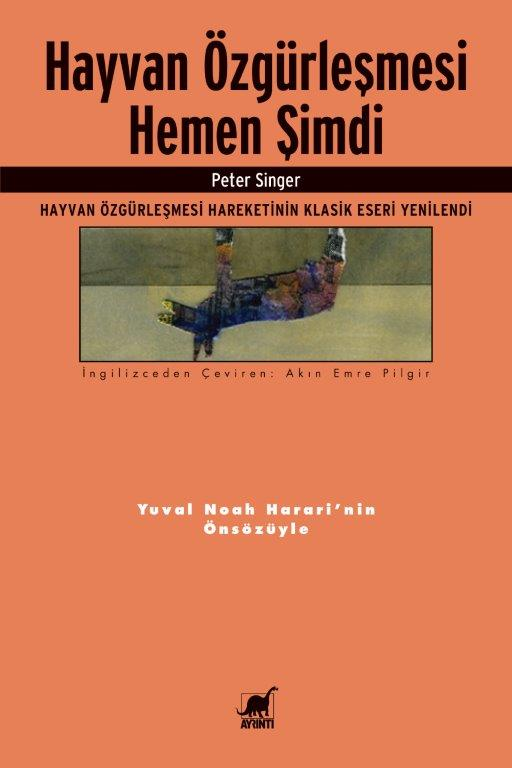 Hayvan Özgürleşmesi
Hemen Şimdi
Peter Singer
HAYVAN ÖZGÜRLEŞMESİ HAREKETİNİN KLASİK ESERİ YENİLENDİ
İngilizceden Çeviren: Akın Emre Pilgir
Yuval Noah Harari'nin
Önsözüyle
AYRINTI